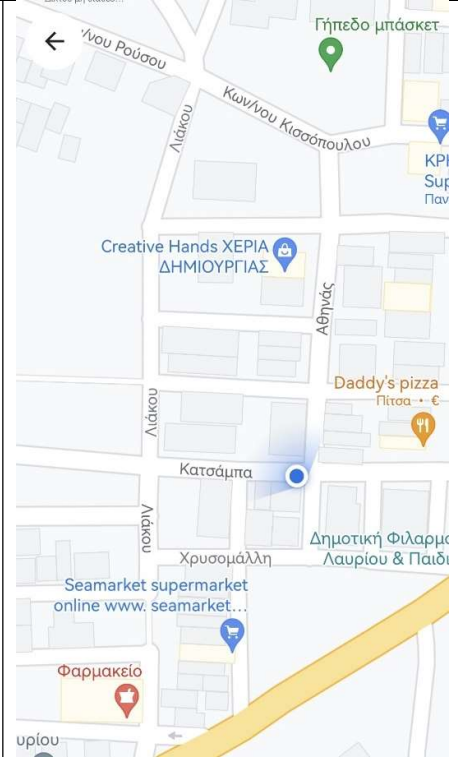 Γήπεδο μπάσκετ
/νου Ρούσου
Κων/νου Κισσόπουλου
Λιάκου
ΚΡΗ
Sup
Παν
Creative Hands ΧΕΡΙΑ
ΔΗΜΙΟΥΡΓΙΑΣ
Αθηνάς
Daddy's pizza
Πίτσα • €
Λιάκου
Κατσάμπα
Λιάκου
Δημοτική Φιλαρμο
Λαυρίου & Παιδι
Χρυσομάλλη
Seamarket supermarket
online www. seamarket...
Φαρμακείο
υρίου